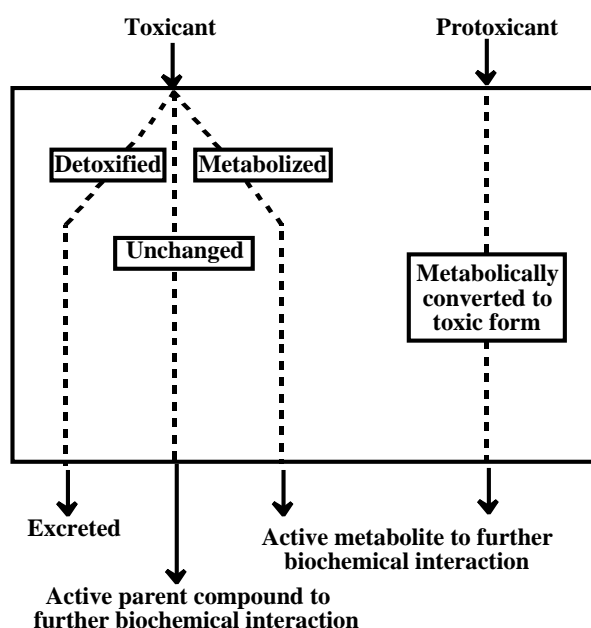 Toxicant
Protoxicant
Detoxified
Metabolized
Unchanged
Metabolically
converted to
toxic form
Excreted
Active metabolite to further
biochemical interaction
Active parent compound to
further biochemical interaction